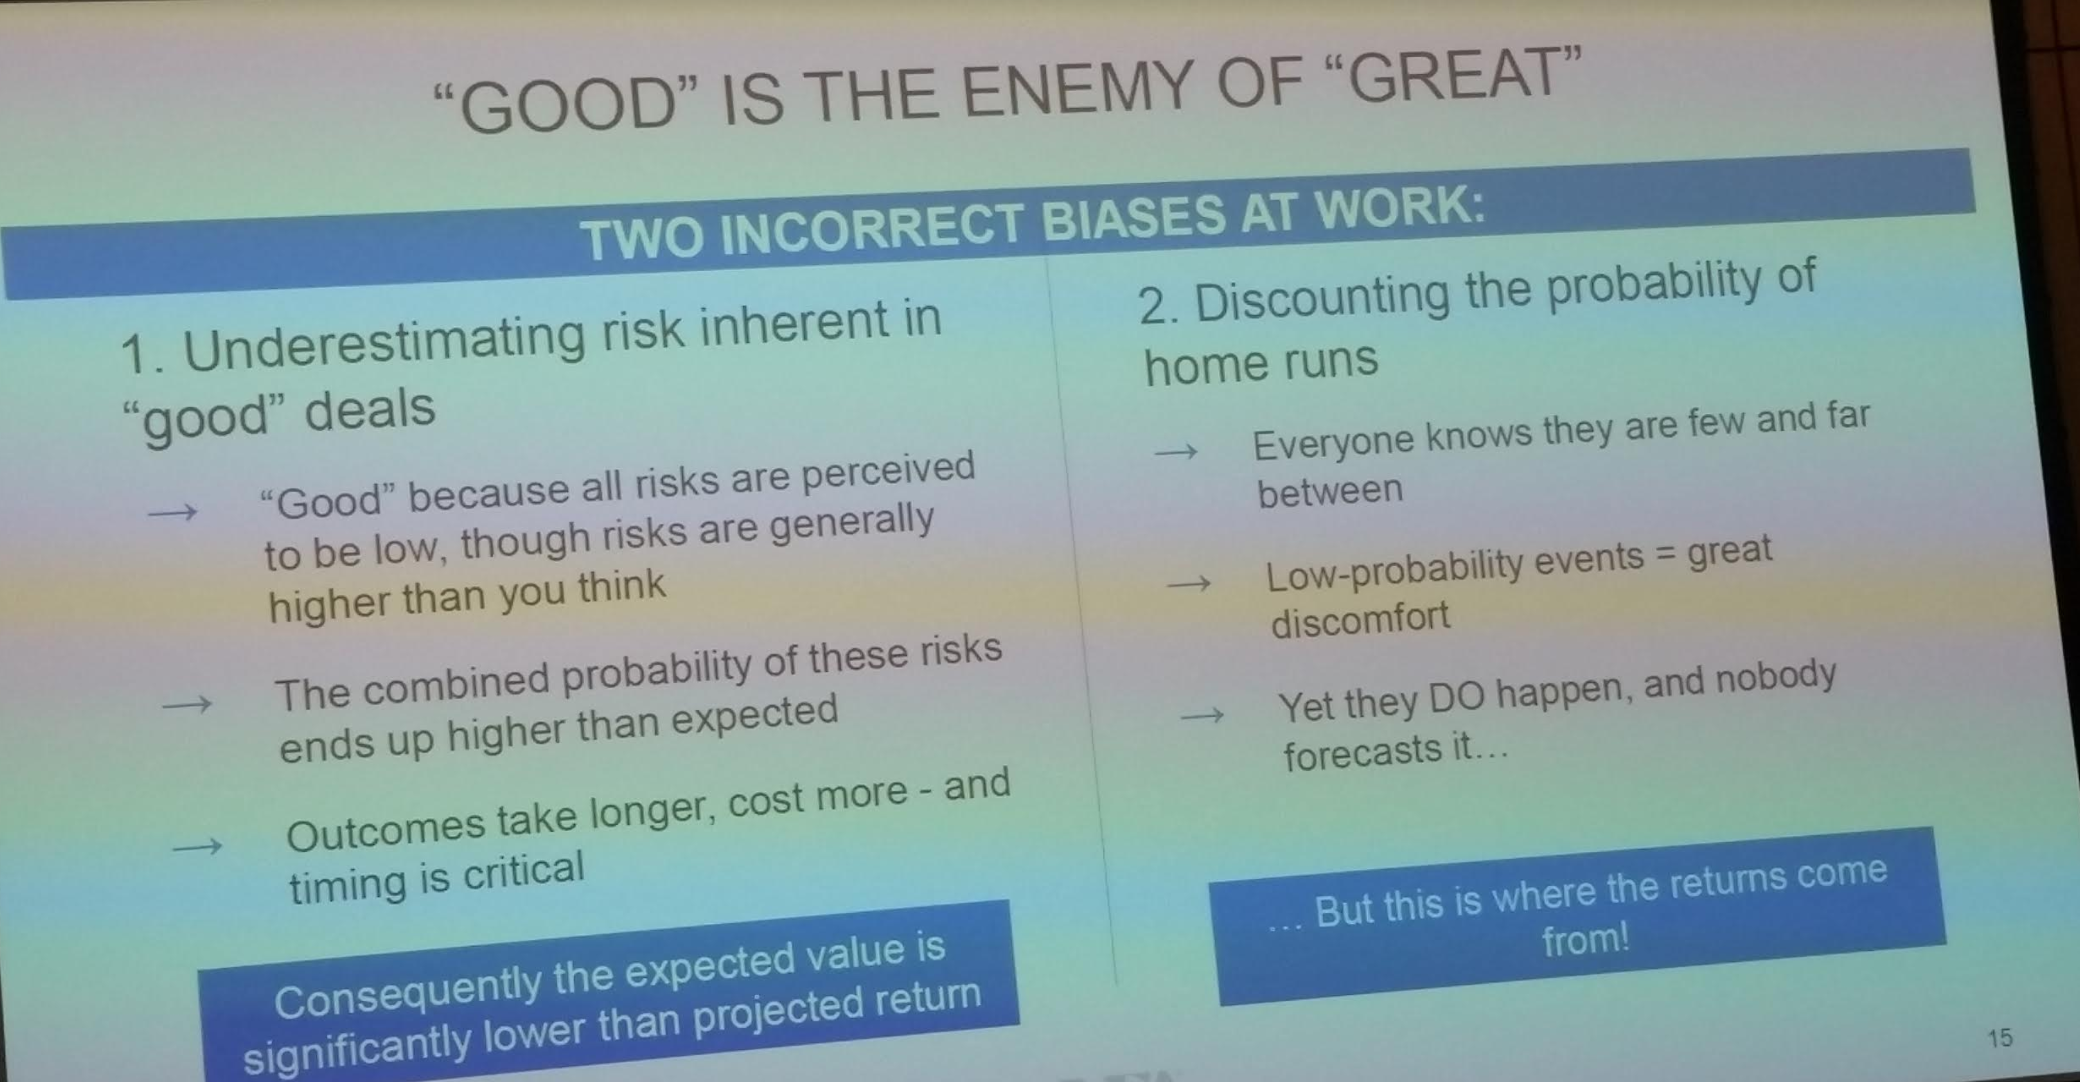 “GOOD” IS THE ENEMY OF “GREAT”
TWO INCORRECT BIASES AT WORK:
1. Underestimating risk inherent in
“good” deals
→ “Good” because all risks are perceived
to be low, though risks are generally
higher than you think
→ The combined probability of these risks
ends up higher than expected
→ Outcomes take longer, cost more - and
timing is critical
Consequently the expected value is
significantly lower than projected return
2. Discounting the probability of
home runs
→ Everyone knows they are few and far
between
→ Low-probability events = great
discomfort
→ Yet they DO happen, and nobody
forecasts it…
… But this is where the returns come
from!
15